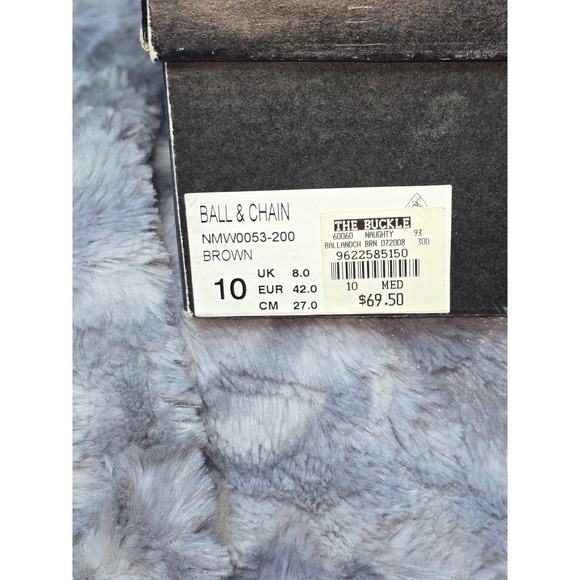 BALL & CHAIN
NMW0053-200
BROWN
10
UK 8.0
EUR 42.0
CM 27.0
THE BUCKLE
60060 NAUGHTY 93
BALLANDCH BRN 072008 300
9622585150
10 MED
$69.50